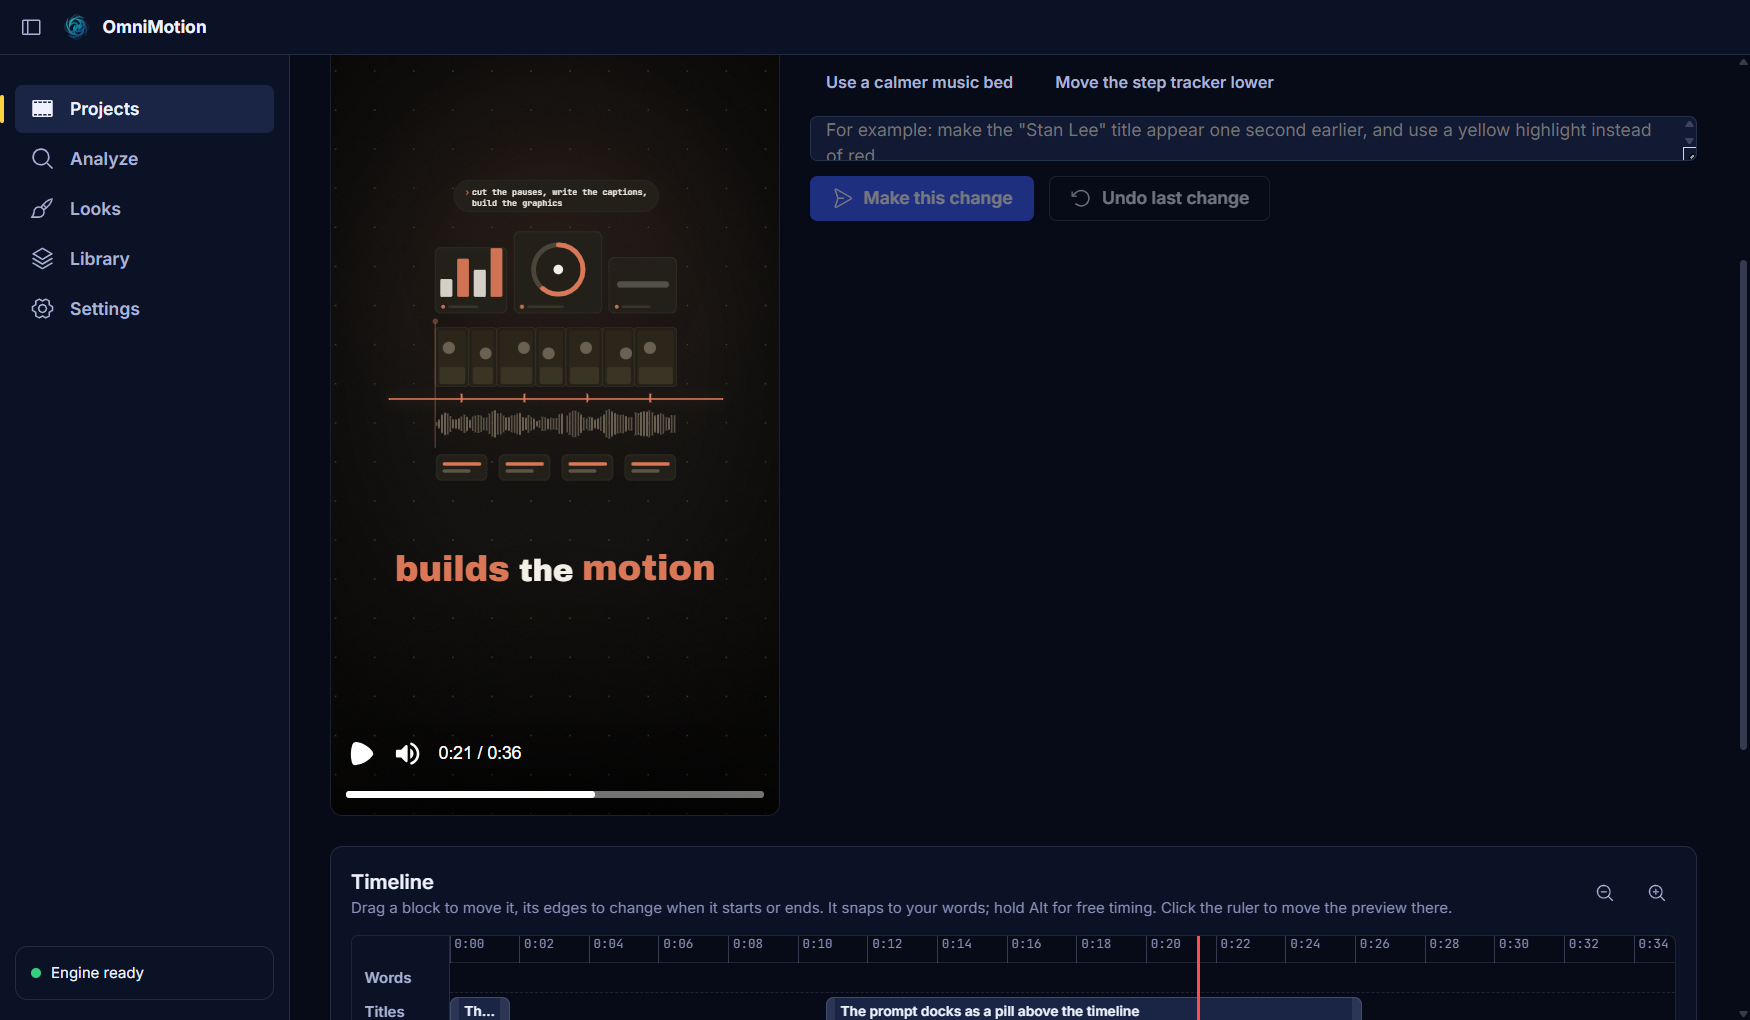 OmniMotion
Projects
Analyze
Looks
Library
Settings
Engine ready
› cut the pauses, write the captions,
build the graphics
builds the motion
0:21 / 0:36
Use a calmer music bed
Move the step tracker lower
For example: make the "Stan Lee" title appear one second earlier, and use a yellow highlight instead
of red
Make this change
Undo last change
Timeline
Drag a block to move it, its edges to change when it starts or ends. It snaps to your words; hold Alt for free timing. Click the ruler to move the preview there.
0:00 0:02 0:04 0:06 0:08 0:10 0:12 0:14 0:16 0:18 0:20 0:22 0:24 0:26 0:28 0:30 0:32 0:34
Words
Titles
Th...
The prompt docks as a pill above the timeline